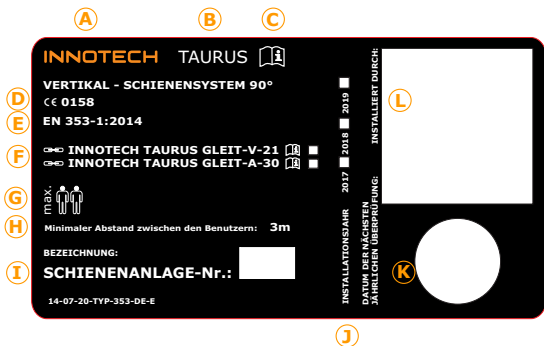 A
B
C
INNOTECH TAURUS
VERTIKAL - SCHIENENSYSTEM 90°
D
CE 0158
E
EN 353-1:2014
F
INNOTECH TAURUS GLEIT-V-21
INNOTECH TAURUS GLEIT-A-30
G
max.
H
Minimaler Abstand zwischen den Benutzern: 3m
BEZEICHNUNG:
I
SCHIENENANLAGE-Nr.:
14-07-20-TYP-353-DE-E
INSTALLATIONSJAHR 2017 2018 2019
J
INSTALLIERT DURCH:
L
DATUM DER NÄCHSTEN
JÄHRLICHEN ÜBERPRÜFUNG:
K